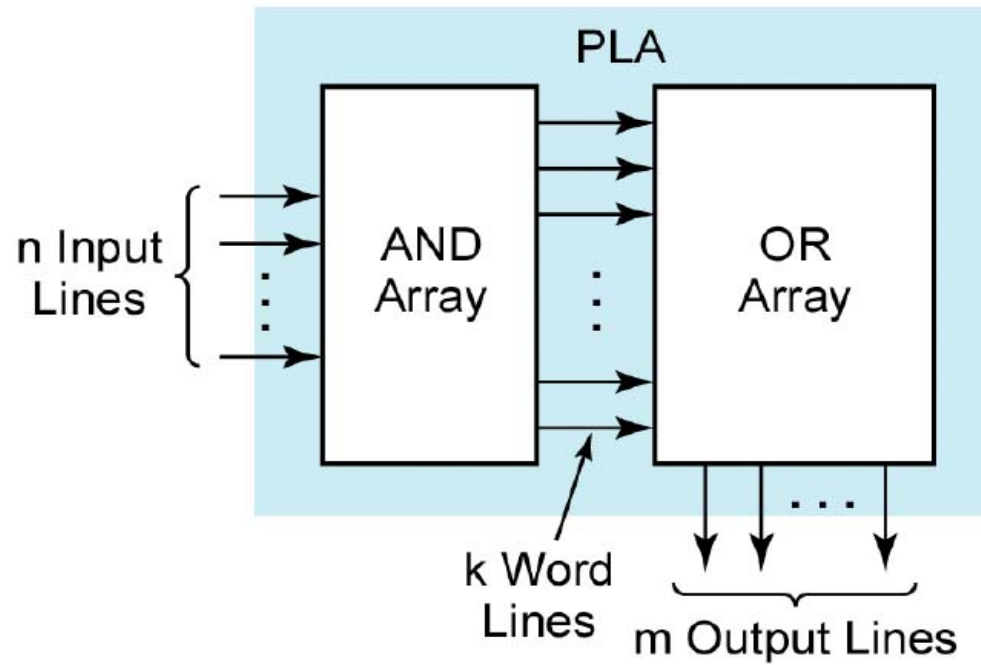 PLA
n Input
Lines
AND
Array
OR
Array
k Word
Lines
m Output Lines